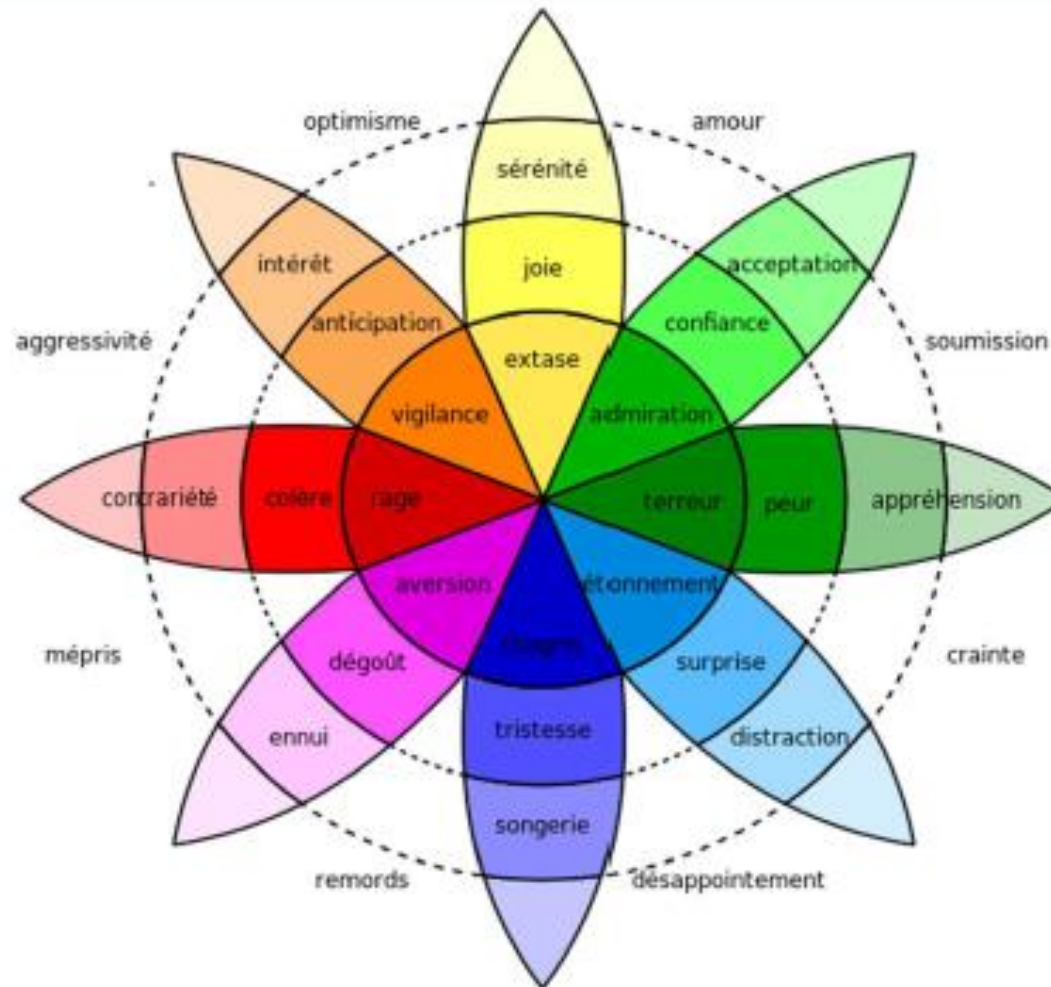 optimisme
amour
sérénité
intérêt
acceptation
joie
anticipation
confiance
aggressivité
soumission
extase
vigilance
admiration
contrariété
colère
rage
terreur
peur
appréhension
aversion
étonnement
mépris
dégoût
surprise
crainte
tristesse
ennui
distraction
songerie
remords
désappointement